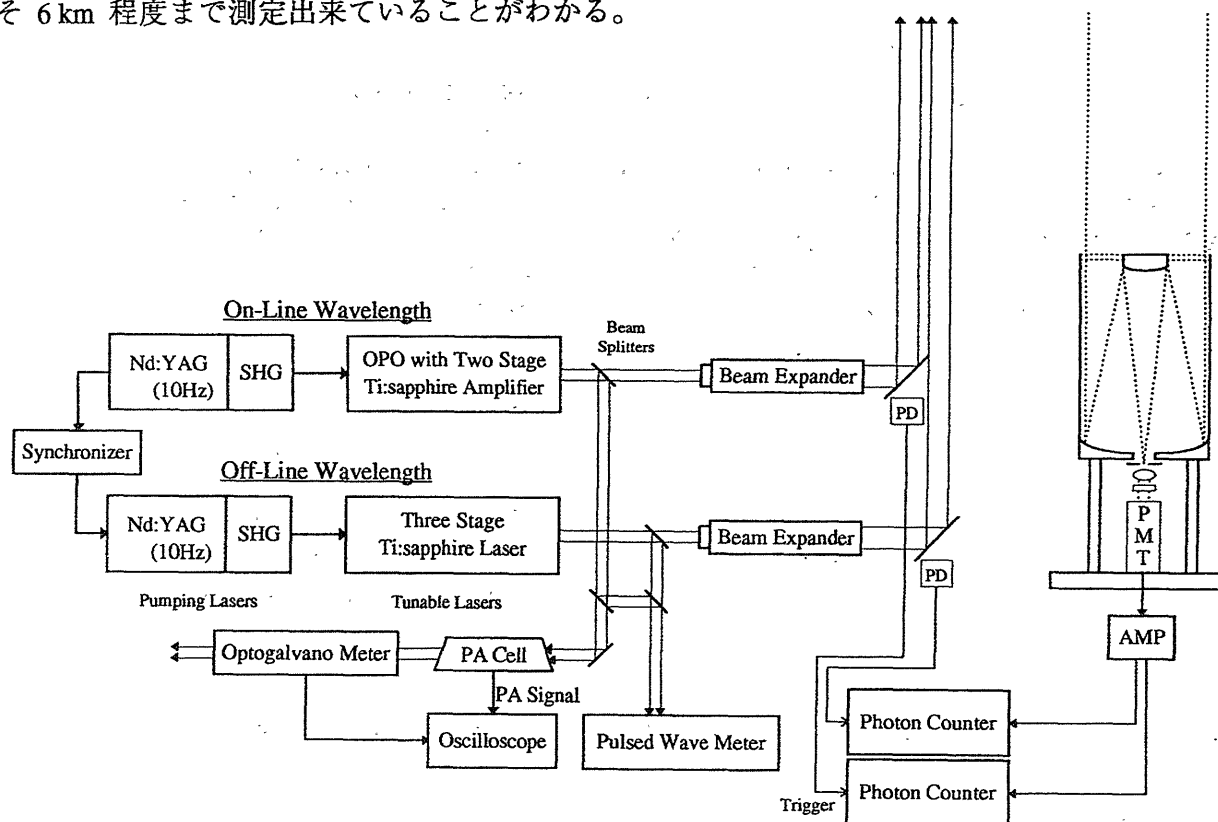 そ 6km 程度まで測定出来ていることがわかる。
On-Line Wavelength
Beam
Splitters
Nd:YAG
(10Hz)
SHG
OPO with Two Stage
Ti:sapphire Amplifier
Beam Expander
PD
Synchronizer
Off-Line Wavelength
Nd:YAG
(10Hz)
SHG
Three Stage
Ti:sapphire Laser
Beam Expander
PD
P
M
T
Pumping Lasers
Tunable Lasers
AMP
Optogalvano Meter
PA Cell
PA Signal
Oscilloscope
Pulsed Wave Meter
Photon Counter
Photon Counter
Trigger